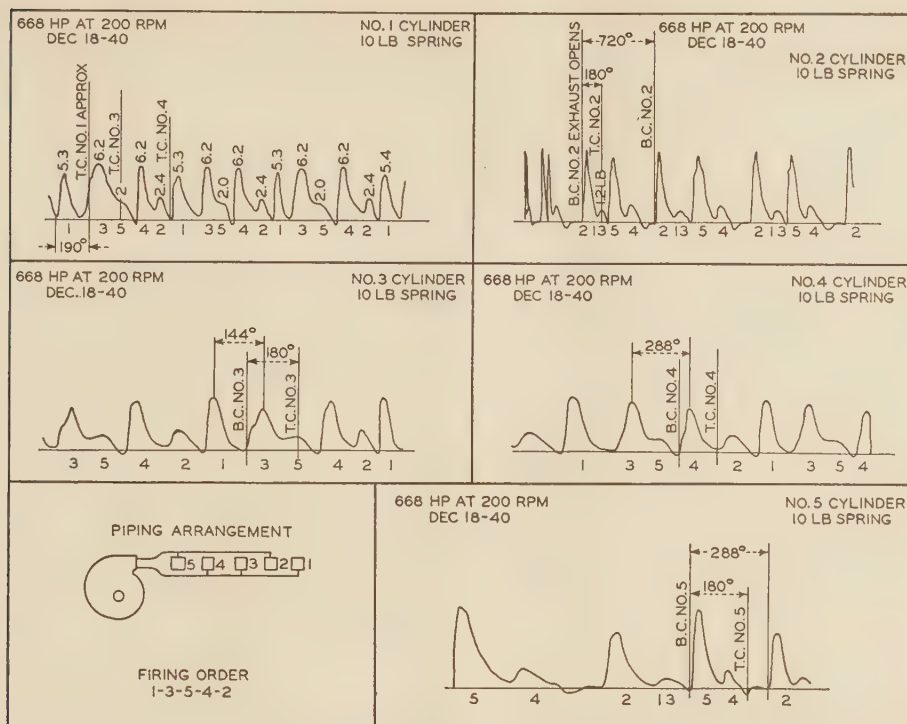 668 HP AT 200 RPM
DEC 18-40
NO. 1 CYLINDER
10 LB SPRING
T.C. NO. 1 APPROX
T.C. NO. 3
T.C. NO. 4
5.3
6.2
2
6.2
2.4
5.3
6.2
2.0
6.2
2.4
5.3
6.2
2.0
6.2
2.4
5.4
1 3 5 4 2 1 3 5 4 2 1 3 5 4 2 1
190°
668 HP AT 200 RPM
DEC 18-40
NO. 2 CYLINDER
10 LB SPRING
B.C. NO. 2 EXHAUST OPENS
720°
180°
T.C. NO. 2
1.2 LB
B.C. NO. 2
2 1 3 5 4 2 1 3 5 4 2 1 3 5 4 2
668 HP AT 200 RPM
DEC. 18-40
NO. 3 CYLINDER
10 LB SPRING
144°
180°
B.C. NO. 3
T.C. NO. 3
3 5 4 2 1 3 5 4 2 1
668 HP AT 200 RPM
DEC 18-40
NO. 4 CYLINDER
10 LB SPRING
288°
B.C. NO. 4
T.C. NO. 4
1 3 5 4 2 1 3 5 4
PIPING ARRANGEMENT
5 4 3 2 1
FIRING ORDER
1-3-5-4-2
668 HP AT 200 RPM
DEC 18-40
NO. 5 CYLINDER
10 LB SPRING
288°
180°
B.C. NO. 5
T.C. NO. 5
5 4 2 1 3 5 4 2